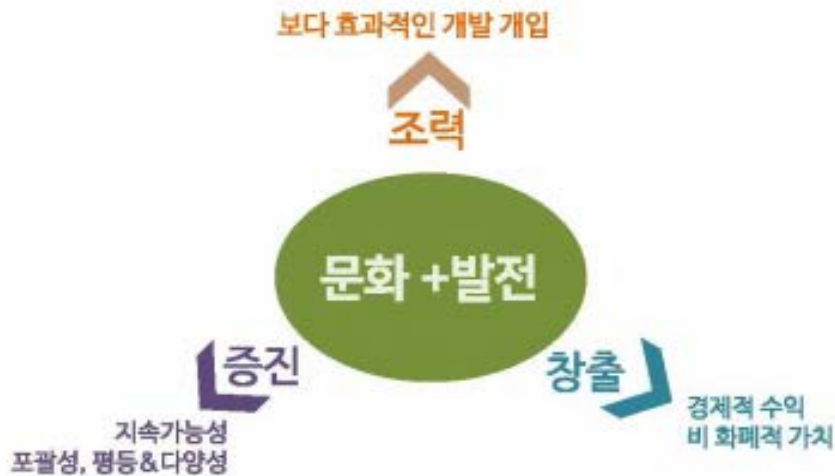 보다 효과적인 개발 개입
조력
문화 +발전
증진
지속가능성
포괄성, 평등&다양성
창출
경제적 수익
비 화폐적 가치